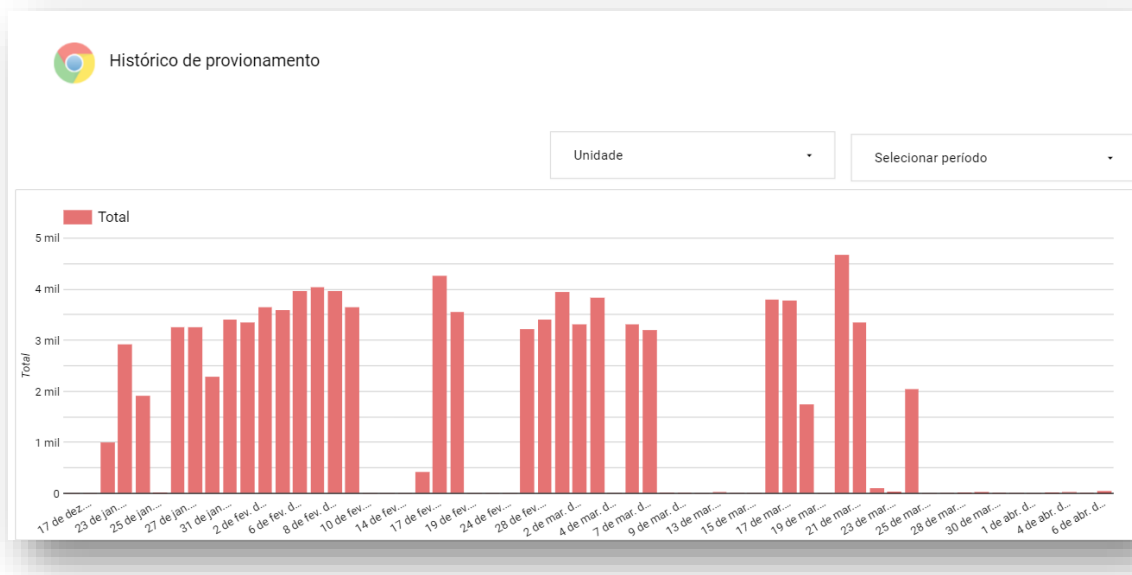 Histórico de provionamento
Unidade
Selecionar período
Total
5 mil
4 mil
3 mil
2 mil
1 mil
0
Total
17 de dez....
23 de jan....
25 de jan....
27 de jan....
31 de jan....
2 de fev. d...
6 de fev. d...
8 de fev. d...
10 de fev....
14 de fev....
17 de fev....
19 de fev....
24 de fev....
28 de fev....
2 de mar. d...
4 de mar. d...
7 de mar. d...
9 de mar. d...
13 de mar....
15 de mar....
17 de mar....
19 de mar....
21 de mar....
23 de mar....
25 de mar....
28 de mar....
30 de mar....
1 de abr. d...
4 de abr. d...
6 de abr. d...